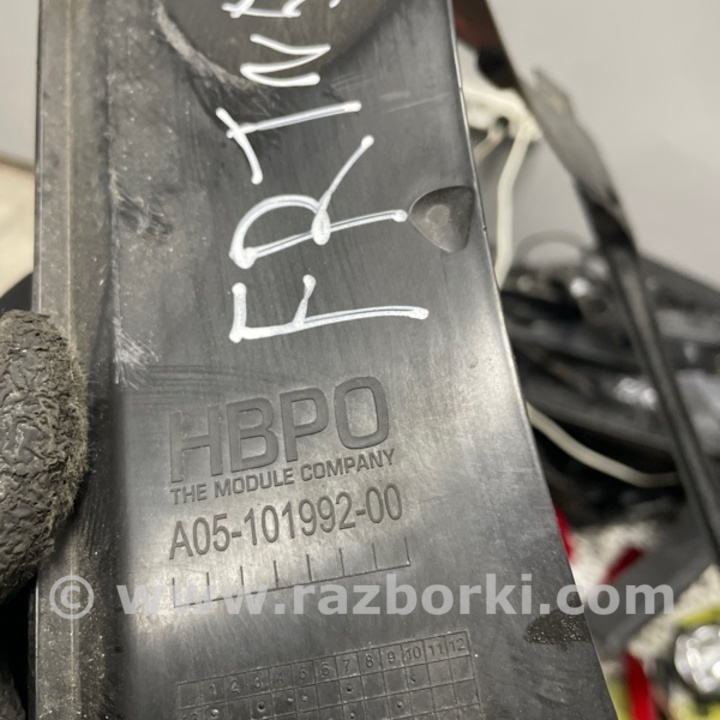 FRTNS
HBPO
THE MODULE COMPANY
A05-101992-00
© www.razborki.com
1 2 3 4 5 6 7 8 9 10 11 12